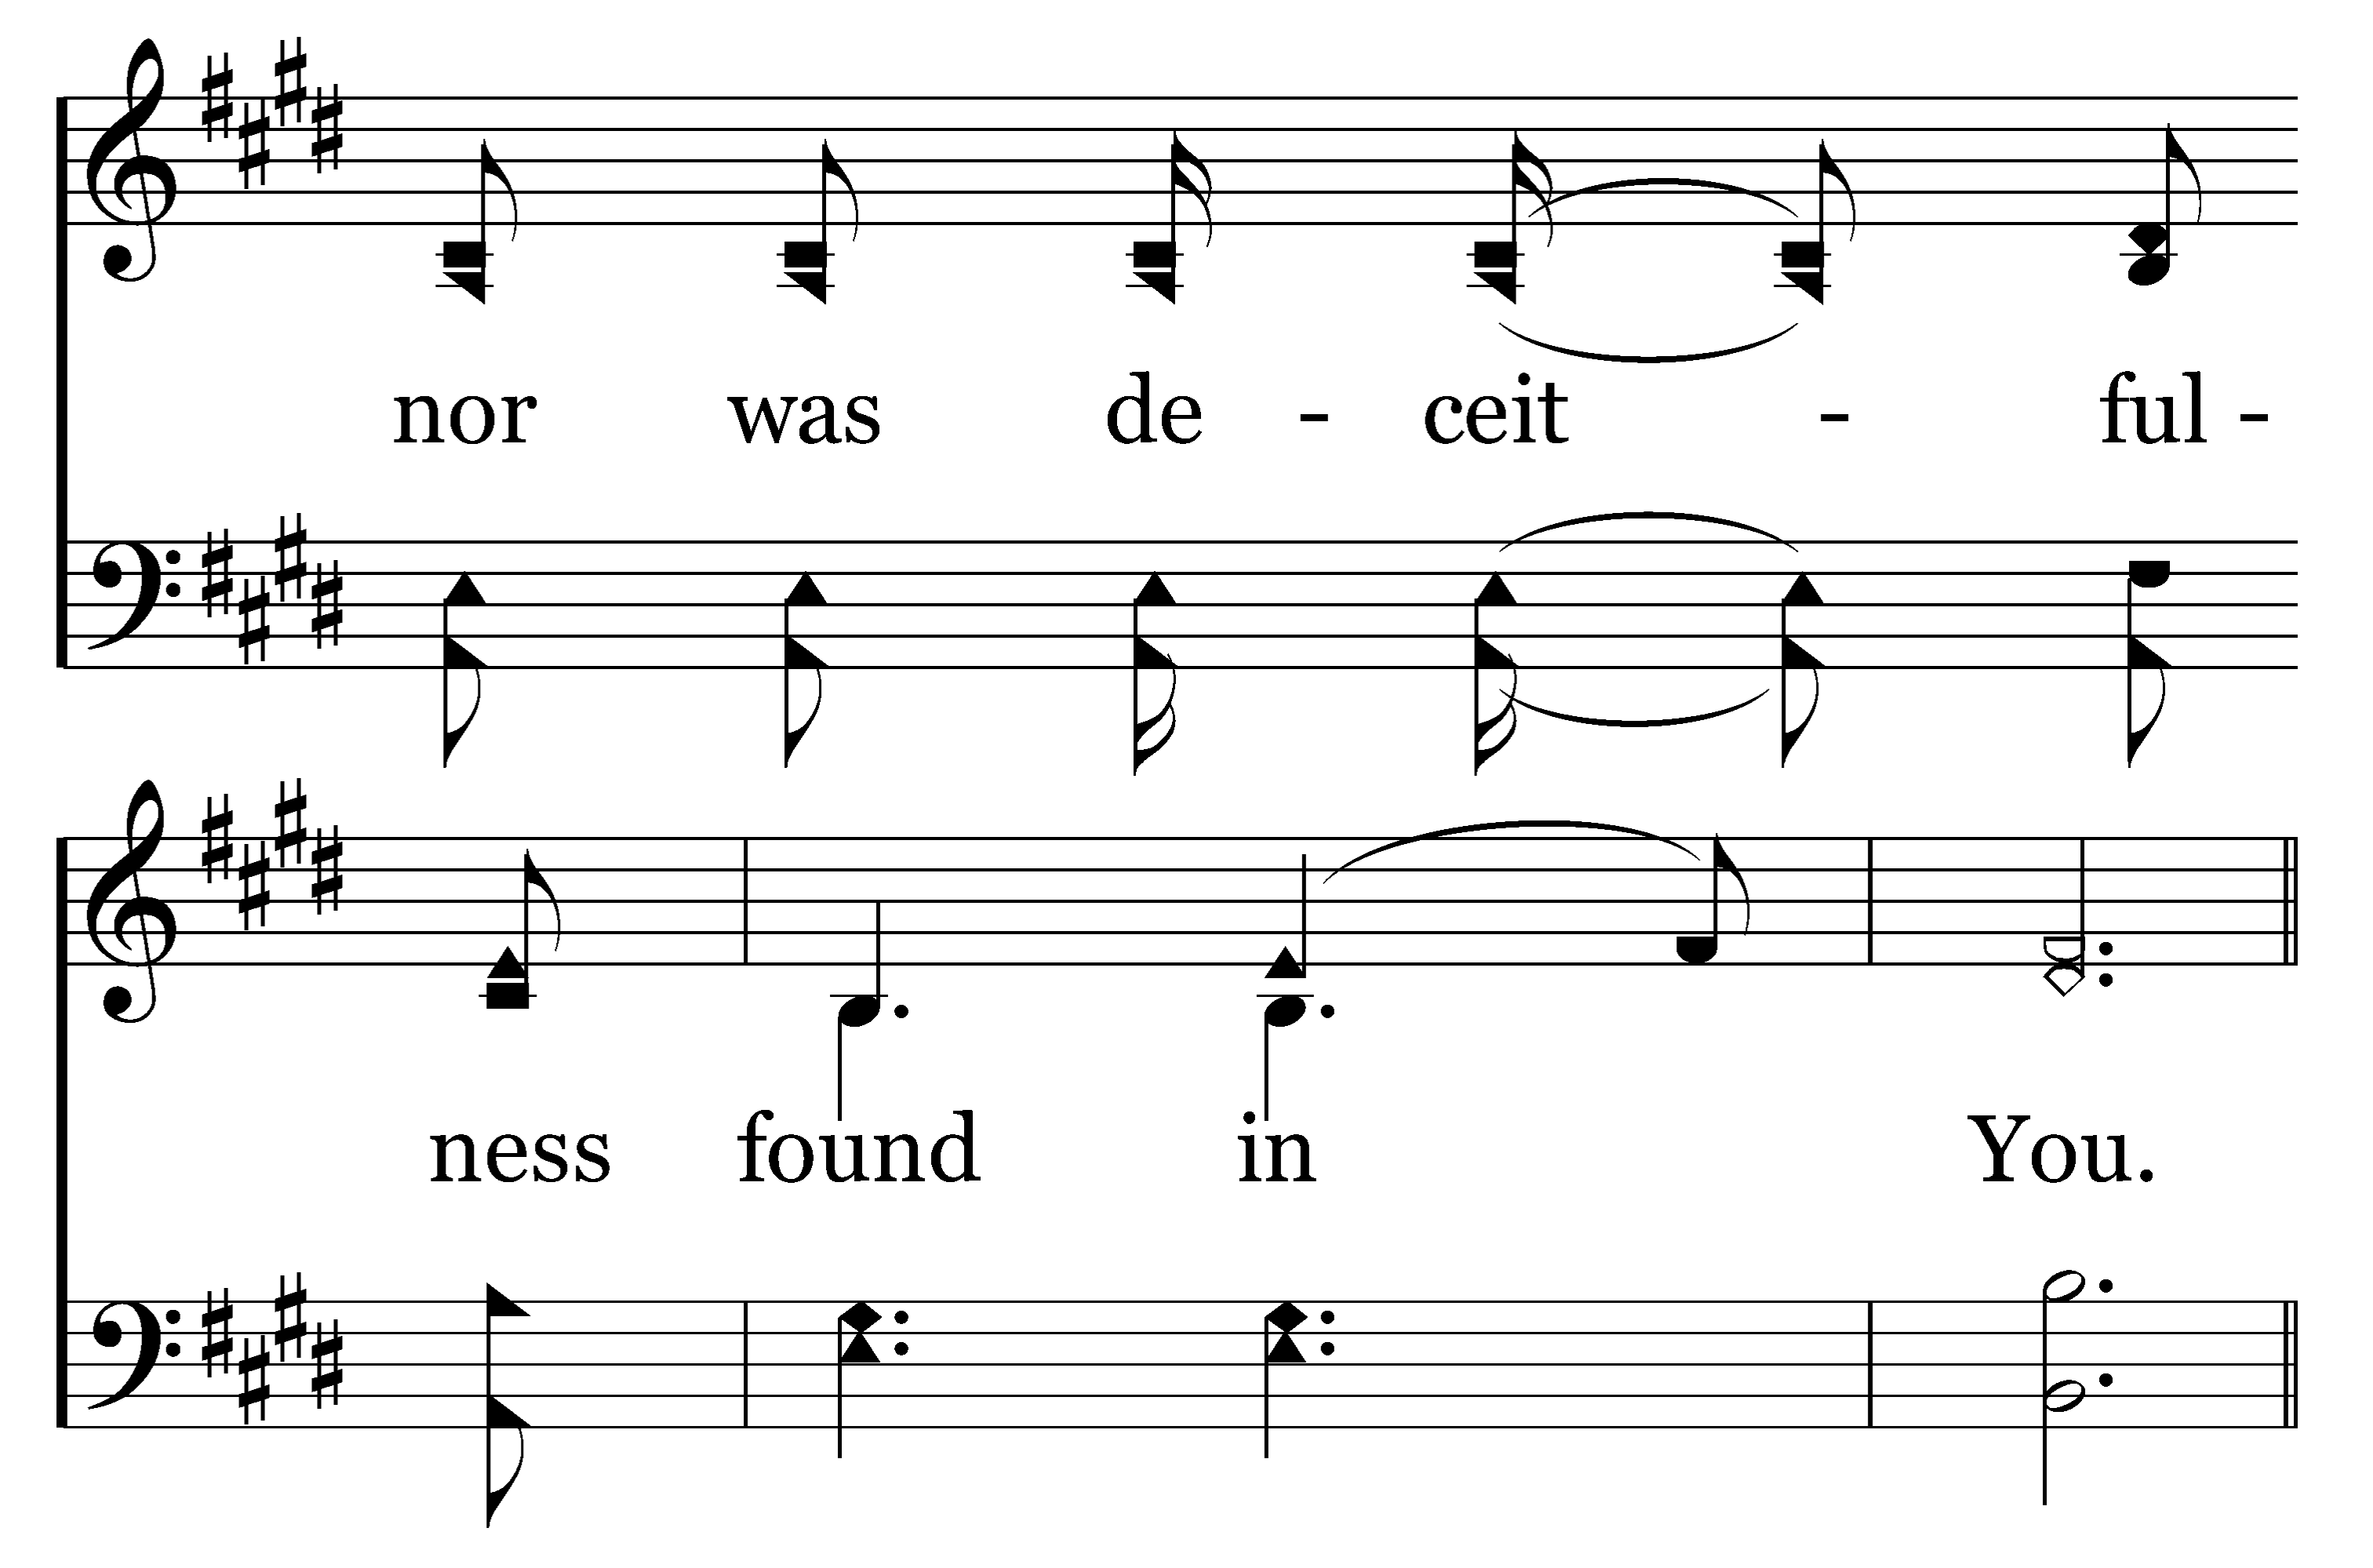 nor was de - ceit - ful -
ness found in You.